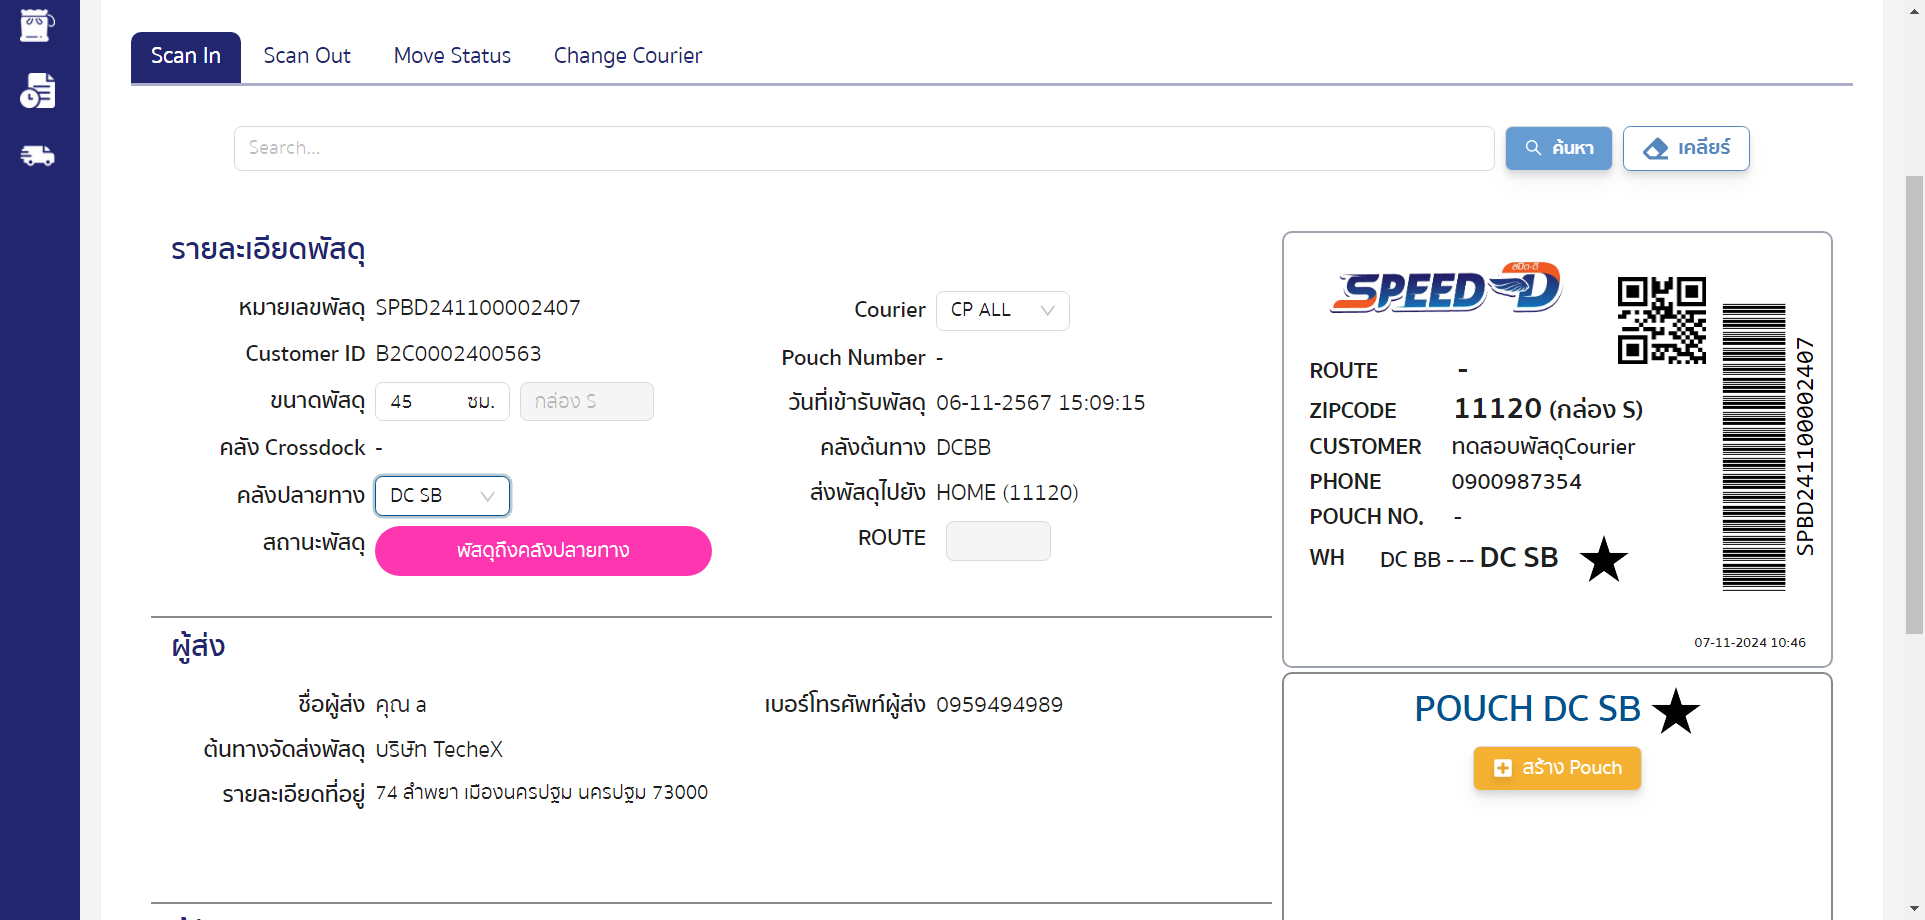 Scan In
Scan Out
Move Status
Change Courier
Search...
ค้นหา
เคลียร์
รายละเอียดพัสดุ
หมายเลขพัสดุ SPBD241100002407
Customer ID B2C0002400563
ขนาดพัสดุ 45 ซม. กล่อง S
คลัง Crossdock -
คลังปลายทาง DC SB
สถานะพัสดุ พัสดุถึงคลังปลายทาง
Courier CP ALL
Pouch Number -
วันที่เข้ารับพัสดุ 06-11-2567 15:09:15
คลังต้นทาง DCBB
ส่งพัสดุไปยัง HOME (11120)
ROUTE
ผู้ส่ง
ชื่อผู้ส่ง คุณ a
เบอร์โทรศัพท์ผู้ส่ง 0959494989
ต้นทางจัดส่งพัสดุ บริษัท TecheX
รายละเอียดที่อยู่ 74 ลำพยา เมืองนครปฐม นครปฐม 73000
สปีด-ดี
SPEED-D
ROUTE -
ZIPCODE 11120 (กล่อง S)
CUSTOMER ทดสอบพัสดุCourier
PHONE 0900987354
POUCH NO. -
WH DC BB - -- DC SB
SPBD241100002407
07-11-2024 10:46
POUCH DC SB
สร้าง Pouch